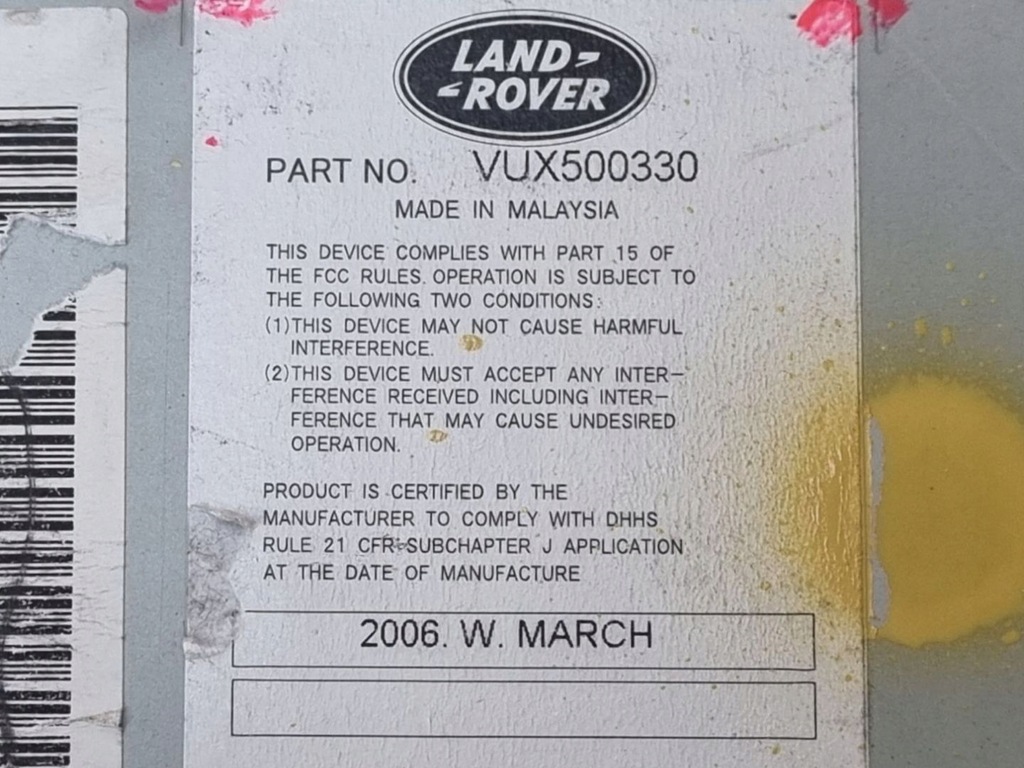 LAND-
-ROVER
PART NO. VUX500330
MADE IN MALAYSIA
THIS DEVICE COMPLIES WITH PART 15 OF
THE FCC RULES. OPERATION IS SUBJECT TO
THE FOLLOWING TWO CONDITIONS:
(1)THIS DEVICE MAY NOT CAUSE HARMFUL
INTERFERENCE.
(2)THIS DEVICE MUST ACCEPT ANY INTER-
FERENCE RECEIVED INCLUDING INTER-
FERENCE THAT MAY CAUSE UNDESIRED
OPERATION.
PRODUCT IS CERTIFIED BY THE
MANUFACTURER TO COMPLY WITH DHHS
RULE 21 CFR SUBCHAPTER J APPLICATION
AT THE DATE OF MANUFACTURE
2006. W. MARCH